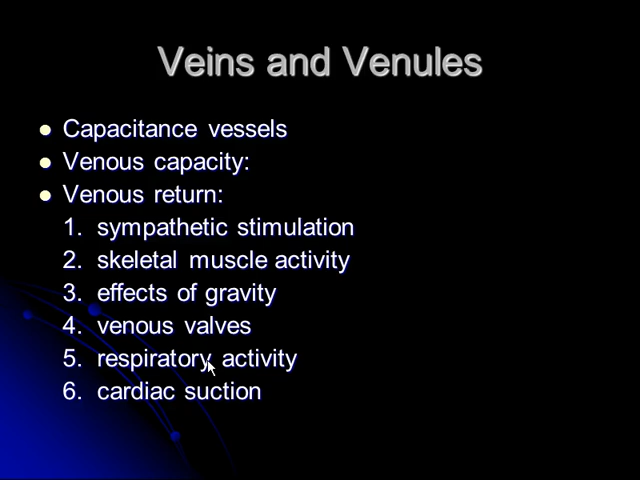 Veins and Venules
Capacitance vessels
Venous capacity:
Venous return:
1. sympathetic stimulation
2. skeletal muscle activity
3. effects of gravity
4. venous valves
5. respiratory activity
6. cardiac suction